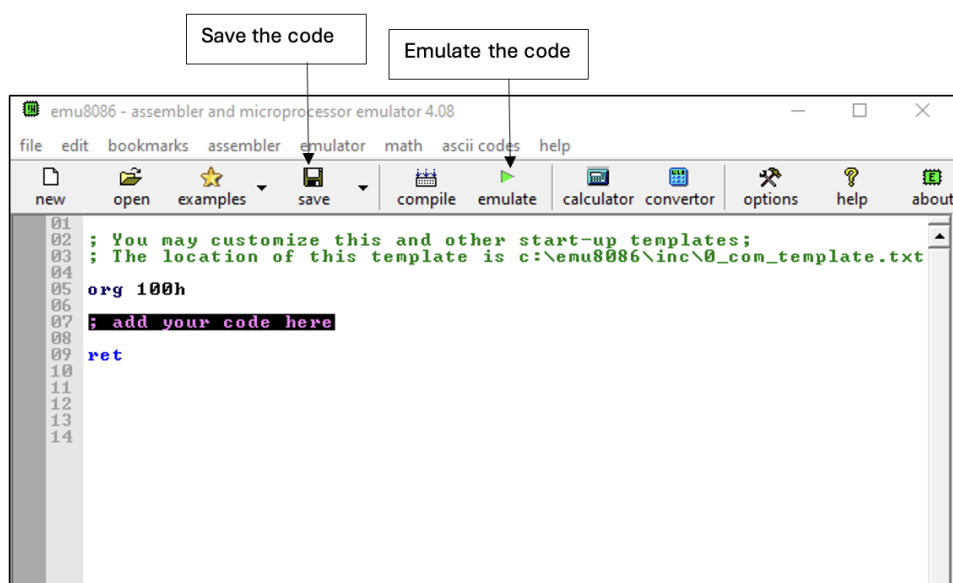 Save the code
Emulate the code
emu8086 - assembler and microprocessor emulator 4.08
file edit bookmarks assembler emulator math ascii codes help
new open examples save compile emulate calculator convertor options help about
01
02 ; You may customize this and other start-up templates;
03 ; The location of this template is c:\emu8086\inc\0_com_template.txt
04
05 org 100h
06
07 ; add your code here
08
09 ret
10
11
12
13
14